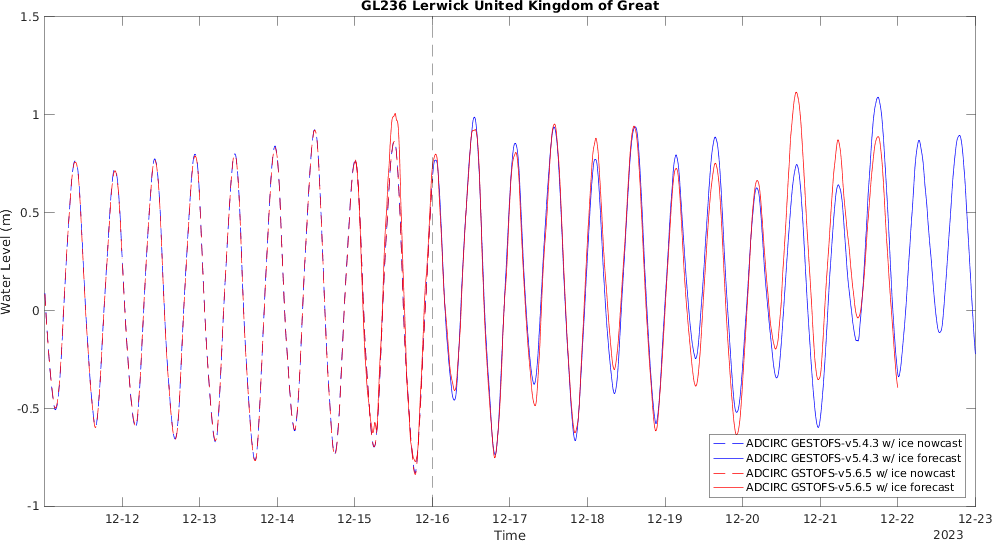 GL236 Lerwick United Kingdom of Great
1.5
1
0.5
0
-0.5
-1
Water Level (m)
12-12
12-13
12-14
12-15
12-16
12-17
12-18
12-19
12-20
12-21
12-22
12-23
Time
2023
ADCIRC GESTOFS-v5.4.3 w/ ice nowcast
ADCIRC GESTOFS-v5.4.3 w/ ice forecast
ADCIRC GSTOFS-v5.6.5 w/ ice nowcast
ADCIRC GSTOFS-v5.6.5 w/ ice forecast